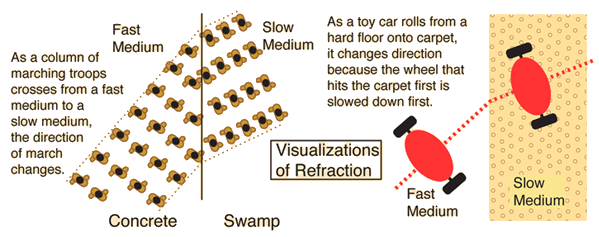 Fast
Medium
Slow
Medium
As a column of
marching troops
crosses from a fast
medium to a
slow medium,
the direction
of march
changes.
Concrete
Swamp
Visualizations
of Refraction
As a toy car rolls from a
hard floor onto carpet,
it changes direction
because the wheel that
hits the carpet first is
slowed down first.
Fast
Medium
Slow
Medium